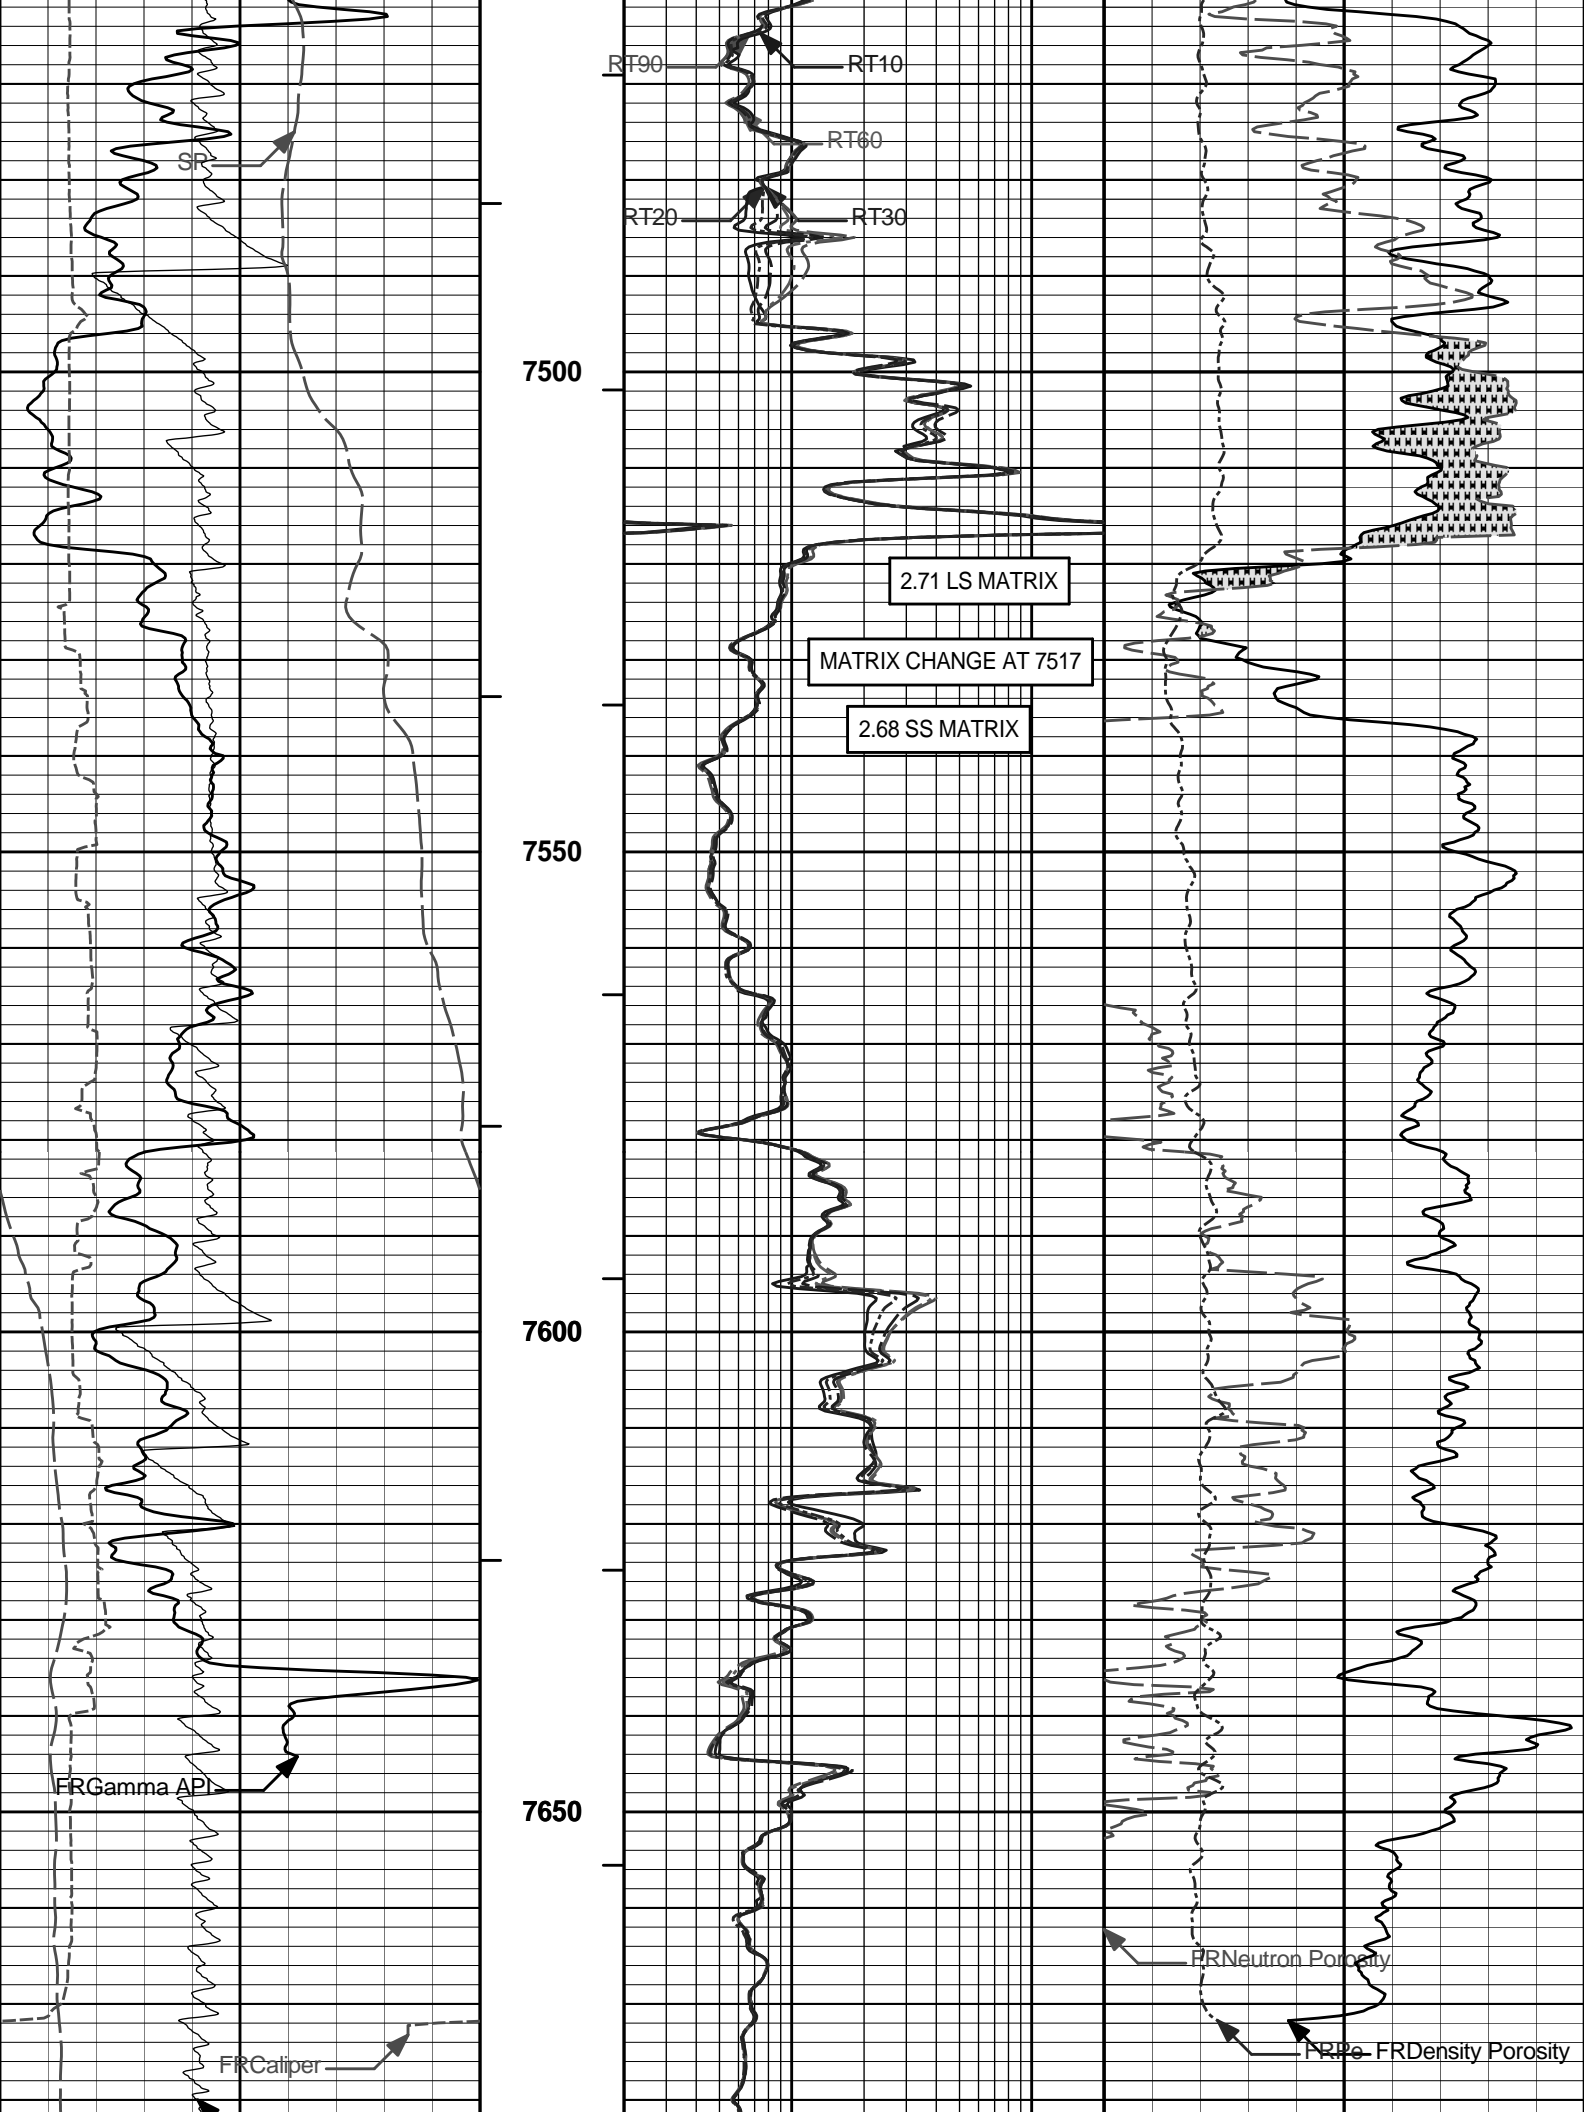 RT90
RT10
RT60
SP
RT20
RT30
7500
2.71 LS MATRIX
MATRIX CHANGE AT 7517
2.68 SS MATRIX
7550
7600
FRGamma API
7650
FRNeutron Porosity
FRPe
FRDensity Porosity
FRCaliper